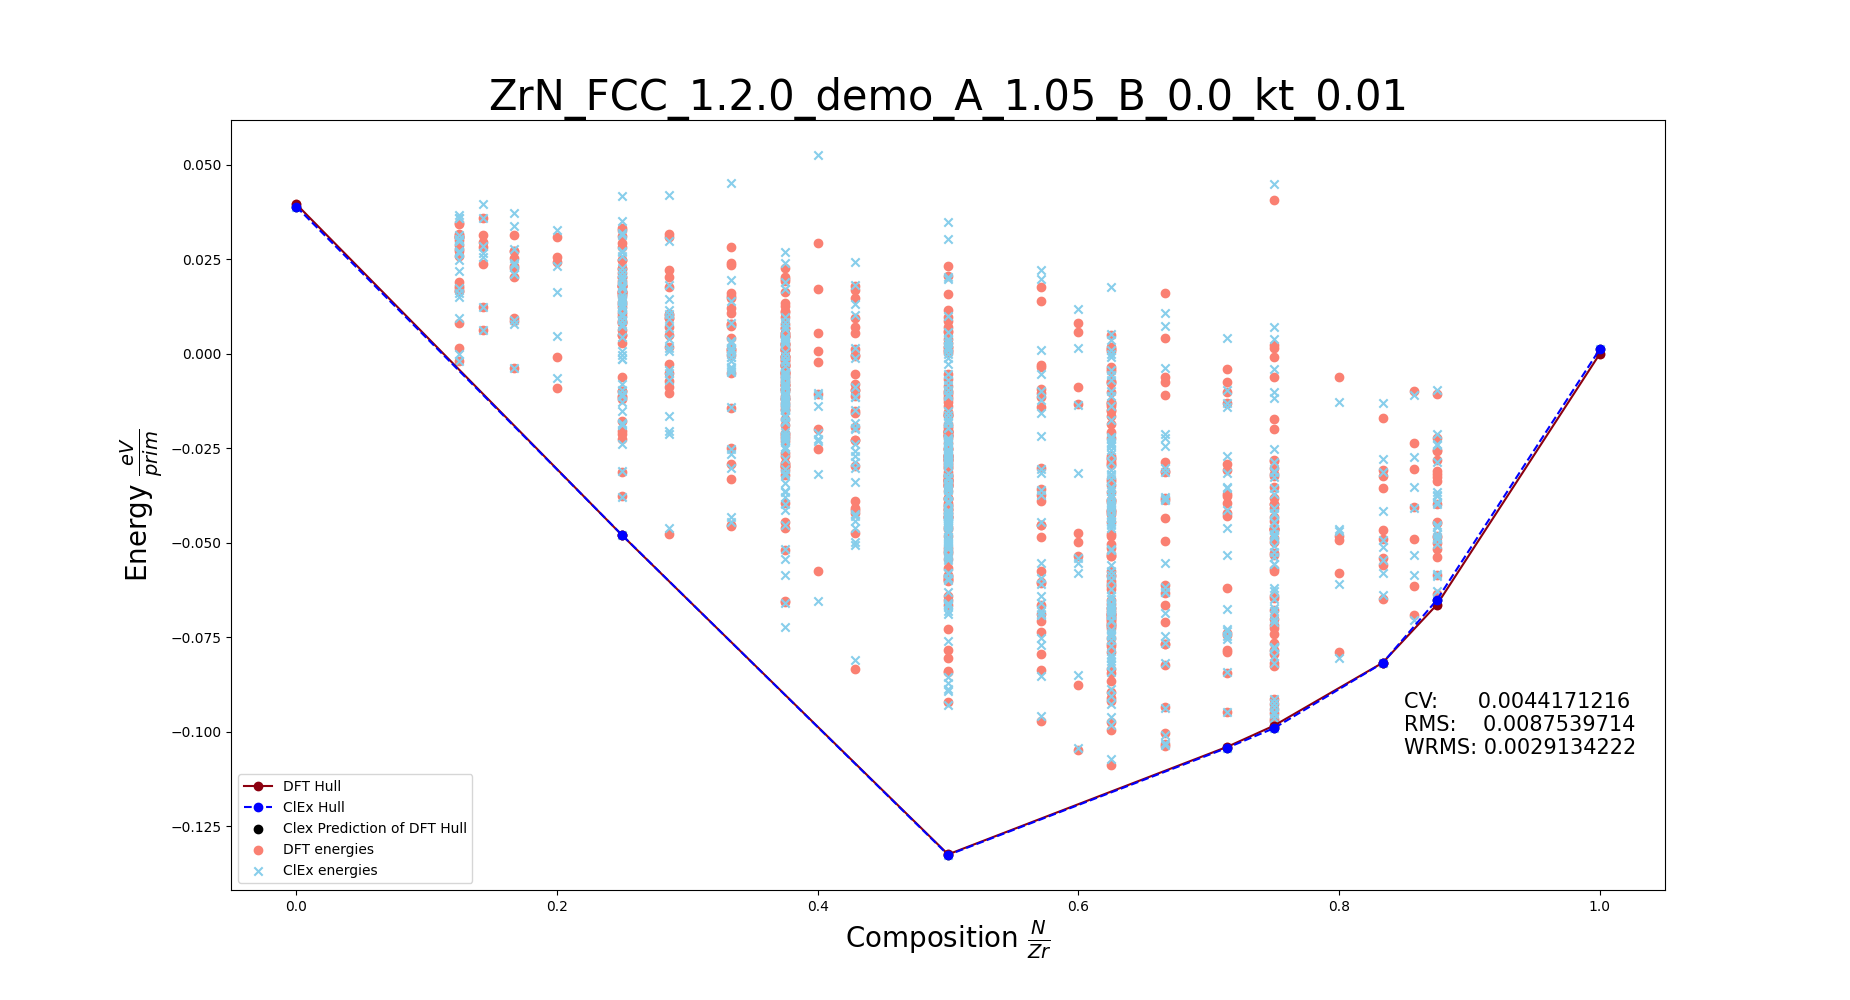 ZrN_FCC_1.2.0_demo_A_1.05_B_0.0_kt_0.01
0.050
0.025
0.000
−0.025
−0.050
−0.075
−0.100
−0.125
Energy eV/prim
CV: 0.0044171216
RMS: 0.0087539714
WRMS: 0.0029134222
DFT Hull
ClEx Hull
Clex Prediction of DFT Hull
DFT energies
ClEx energies
0.0 0.2 0.4 0.6 0.8 1.0
Composition N/Zr